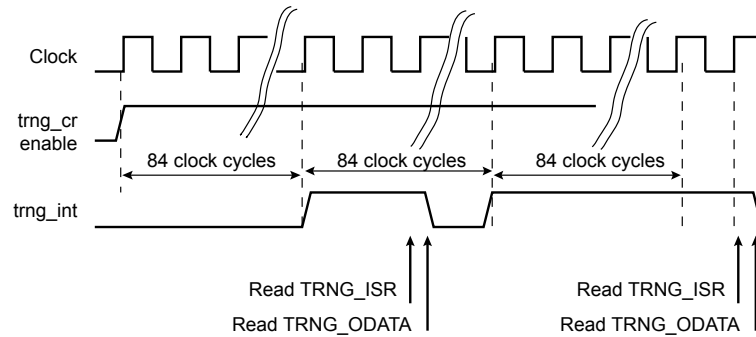 Clock
trng_cr
enable
84 clock cycles
84 clock cycles
84 clock cycles
trng_int
Read TRNG_ISR
Read TRNG_ISR
Read TRNG_ODATA
Read TRNG_ODATA